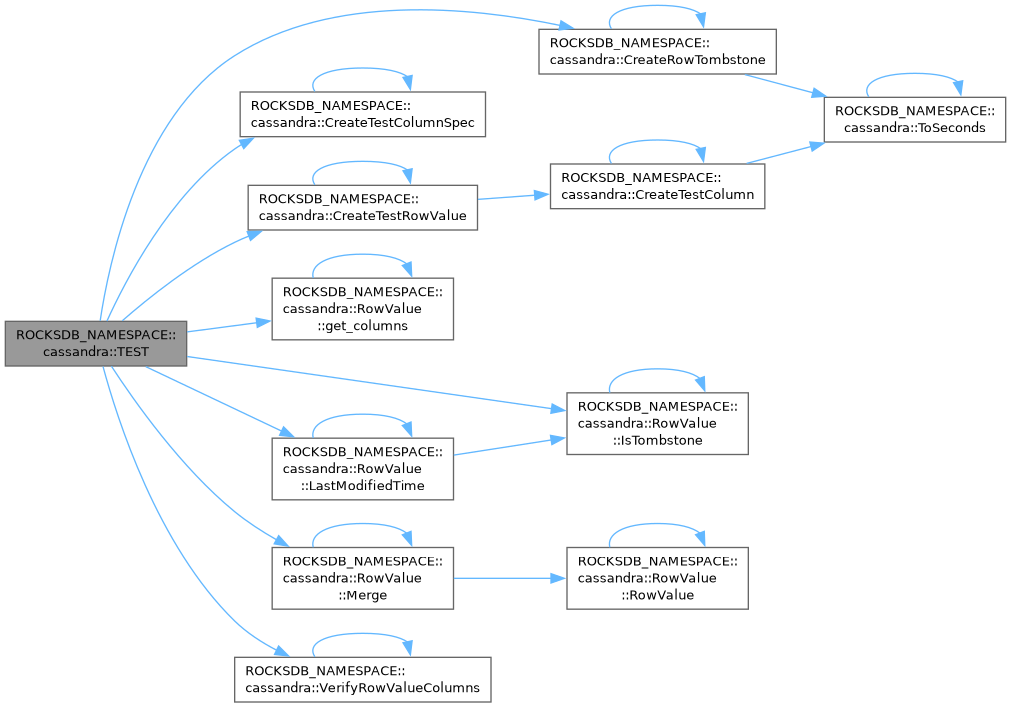 ROCKSDB_NAMESPACE::
cassandra::CreateRowTombstone
ROCKSDB_NAMESPACE::
cassandra::CreateTestColumnSpec
ROCKSDB_NAMESPACE::
cassandra::ToSeconds
ROCKSDB_NAMESPACE::
cassandra::CreateTestRowValue
ROCKSDB_NAMESPACE::
cassandra::CreateTestColumn
ROCKSDB_NAMESPACE::
cassandra::RowValue
::get_columns
ROCKSDB_NAMESPACE::
cassandra::TEST
ROCKSDB_NAMESPACE::
cassandra::RowValue
::IsTombstone
ROCKSDB_NAMESPACE::
cassandra::RowValue
::LastModifiedTime
ROCKSDB_NAMESPACE::
cassandra::RowValue
::Merge
ROCKSDB_NAMESPACE::
cassandra::RowValue
::RowValue
ROCKSDB_NAMESPACE::
cassandra::VerifyRowValueColumns